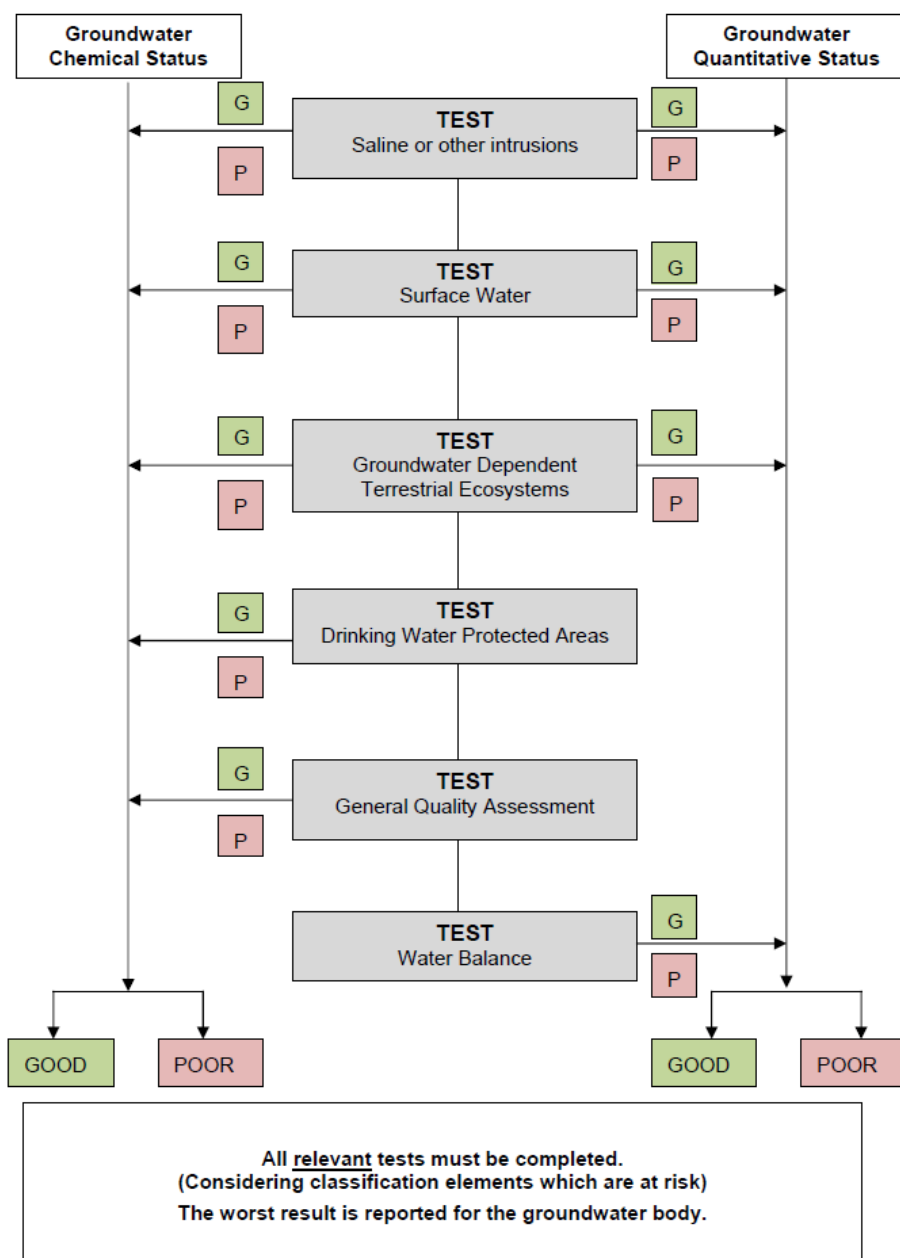 Groundwater
Chemical Status
Groundwater
Quantitative Status
G
P
TEST
Saline or other intrusions
G
P
G
P
TEST
Surface Water
G
P
G
P
TEST
Groundwater Dependent
Terrestrial Ecosystems
G
P
G
P
TEST
Drinking Water Protected Areas
G
P
TEST
General Quality Assessment
TEST
Water Balance
G
P
GOOD
POOR
GOOD
POOR
All relevant tests must be completed.
(Considering classification elements which are at risk)
The worst result is reported for the groundwater body.